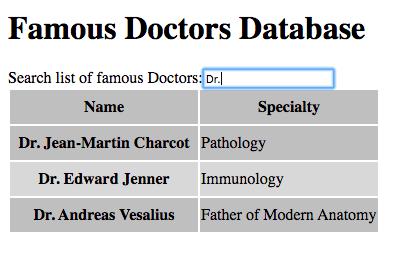 Famous Doctors Database
Search list of famous Doctors: Dr.
Name Specialty
Dr. Jean-Martin Charcot Pathology
Dr. Edward Jenner Immunology
Dr. Andreas Vesalius Father of Modern Anatomy